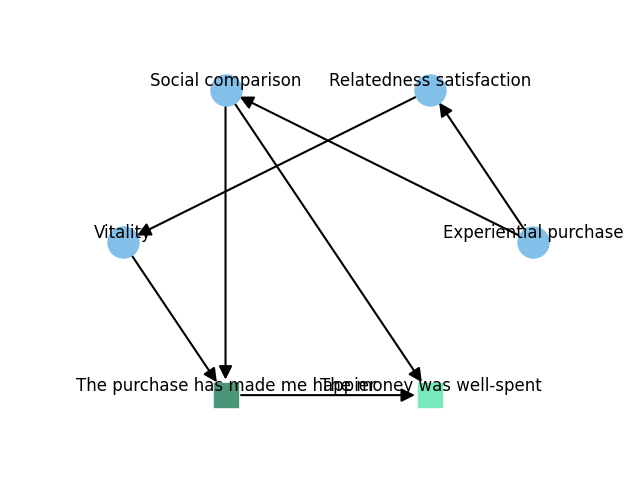 Social comparison
Relatedness satisfaction
Vitality
Experiential purchase
The purchase has made me happier
The money was well-spent